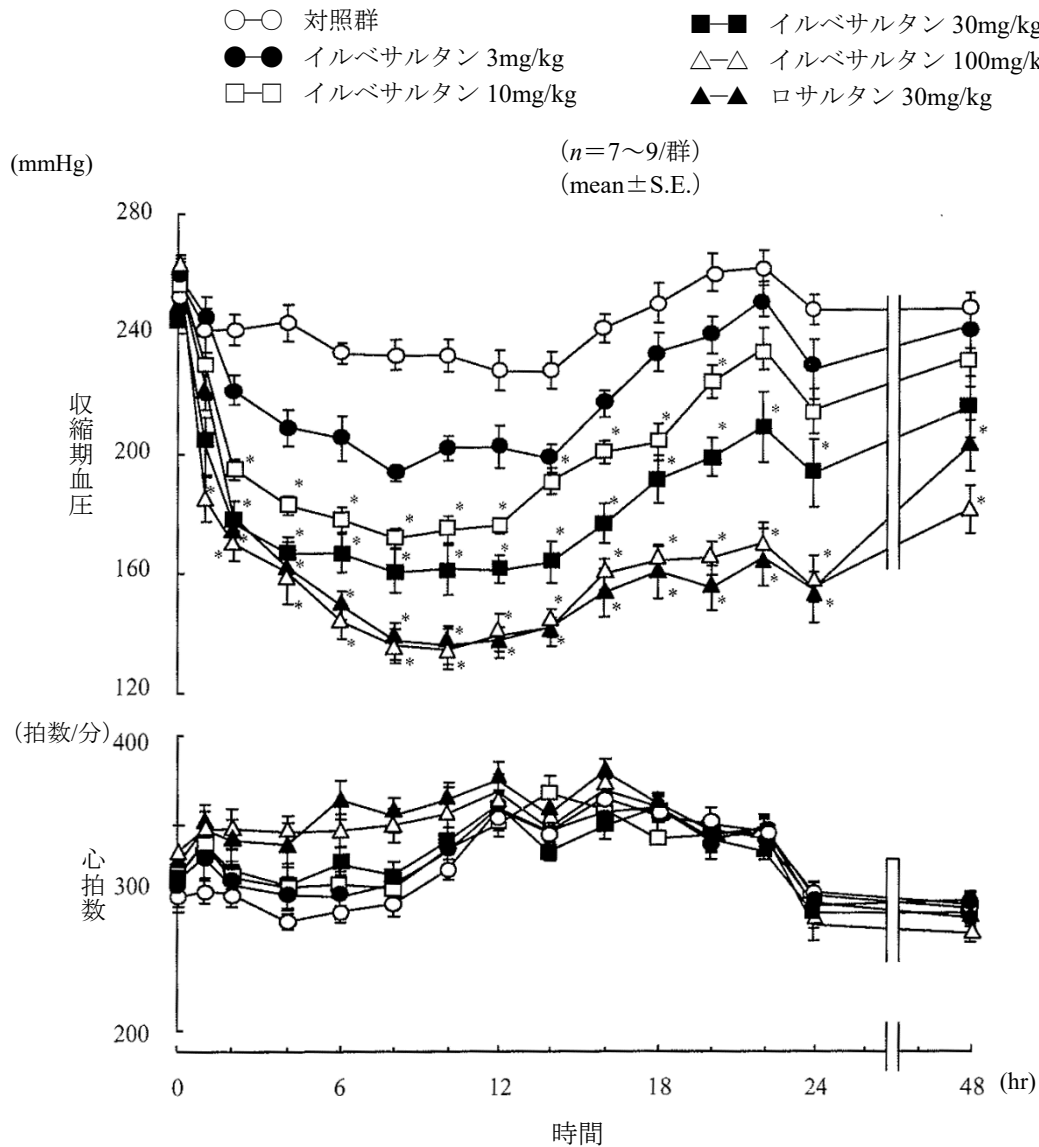 対照群
イルベサルタン 3mg/kg
イルベサルタン 10mg/kg
イルベサルタン 30mg/kg
イルベサルタン 100mg/k
ロサルタン 30mg/kg
(mmHg)
(n=7~9/群)
(mean±S.E.)
280
240
200
160
120
収縮期血圧
(拍数/分)
400
300
200
心拍数
0 6 12 18 24 48 (hr)
時間